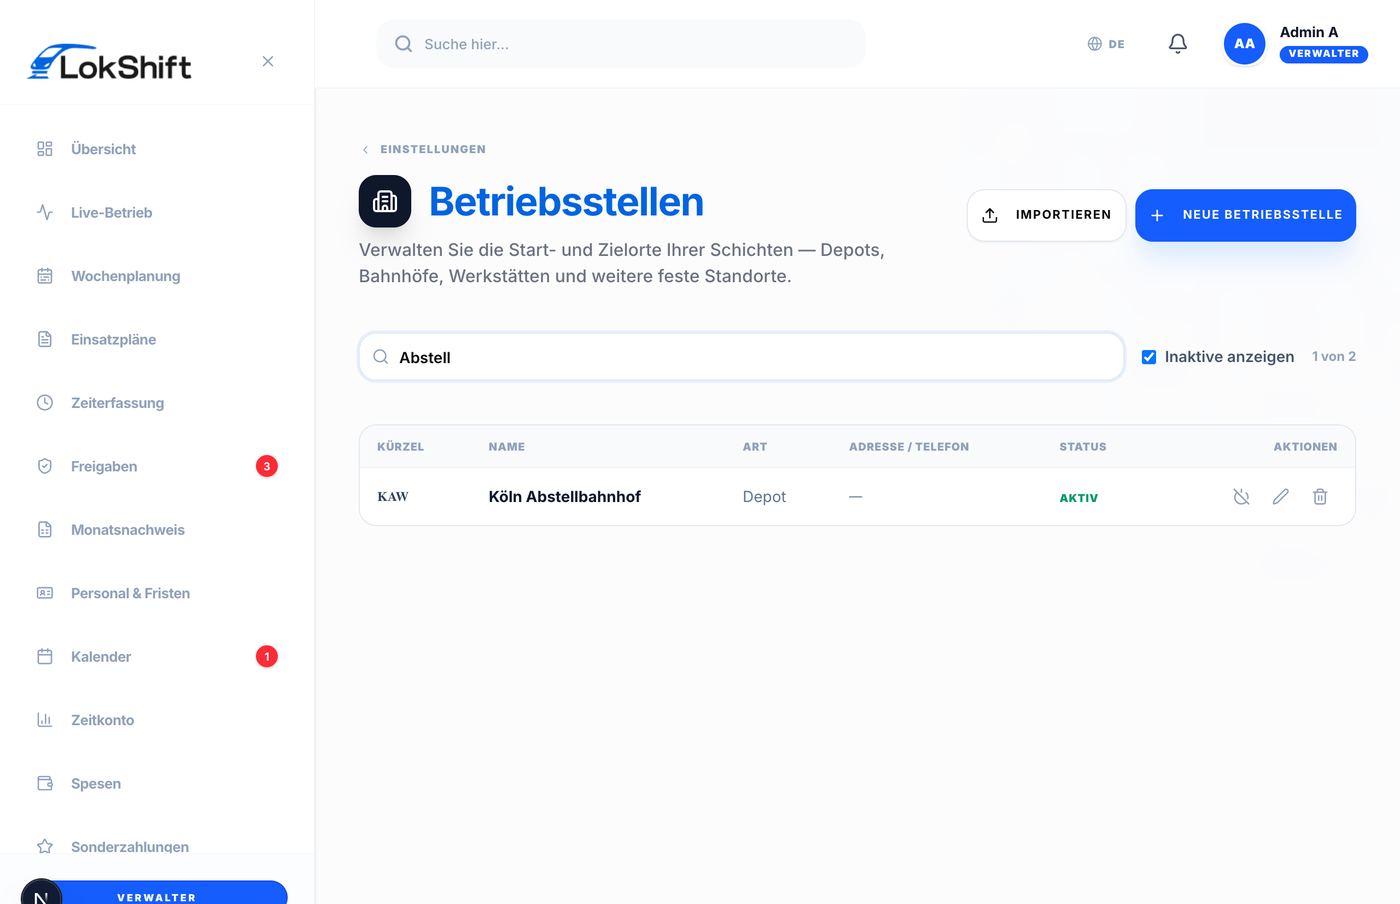 LokShift
Suche hier...
DE
AA
Admin A
VERWALTER
Übersicht
Live-Betrieb
Wochenplanung
Einsatzpläne
Zeiterfassung
Freigaben
3
Monatsnachweis
Personal & Fristen
Kalender
1
Zeitkonto
Spesen
Sonderzahlungen
N
VERWALTER
EINSTELLUNGEN
Betriebsstellen
Verwalten Sie die Start- und Zielorte Ihrer Schichten — Depots,
Bahnhöfe, Werkstätten und weitere feste Standorte.
IMPORTIEREN
NEUE BETRIEBSSTELLE
Abstell
Inaktive anzeigen
1 von 2
KÜRZEL NAME ART ADRESSE / TELEFON STATUS AKTIONEN
KAW Köln Abstellbahnhof Depot — AKTIV